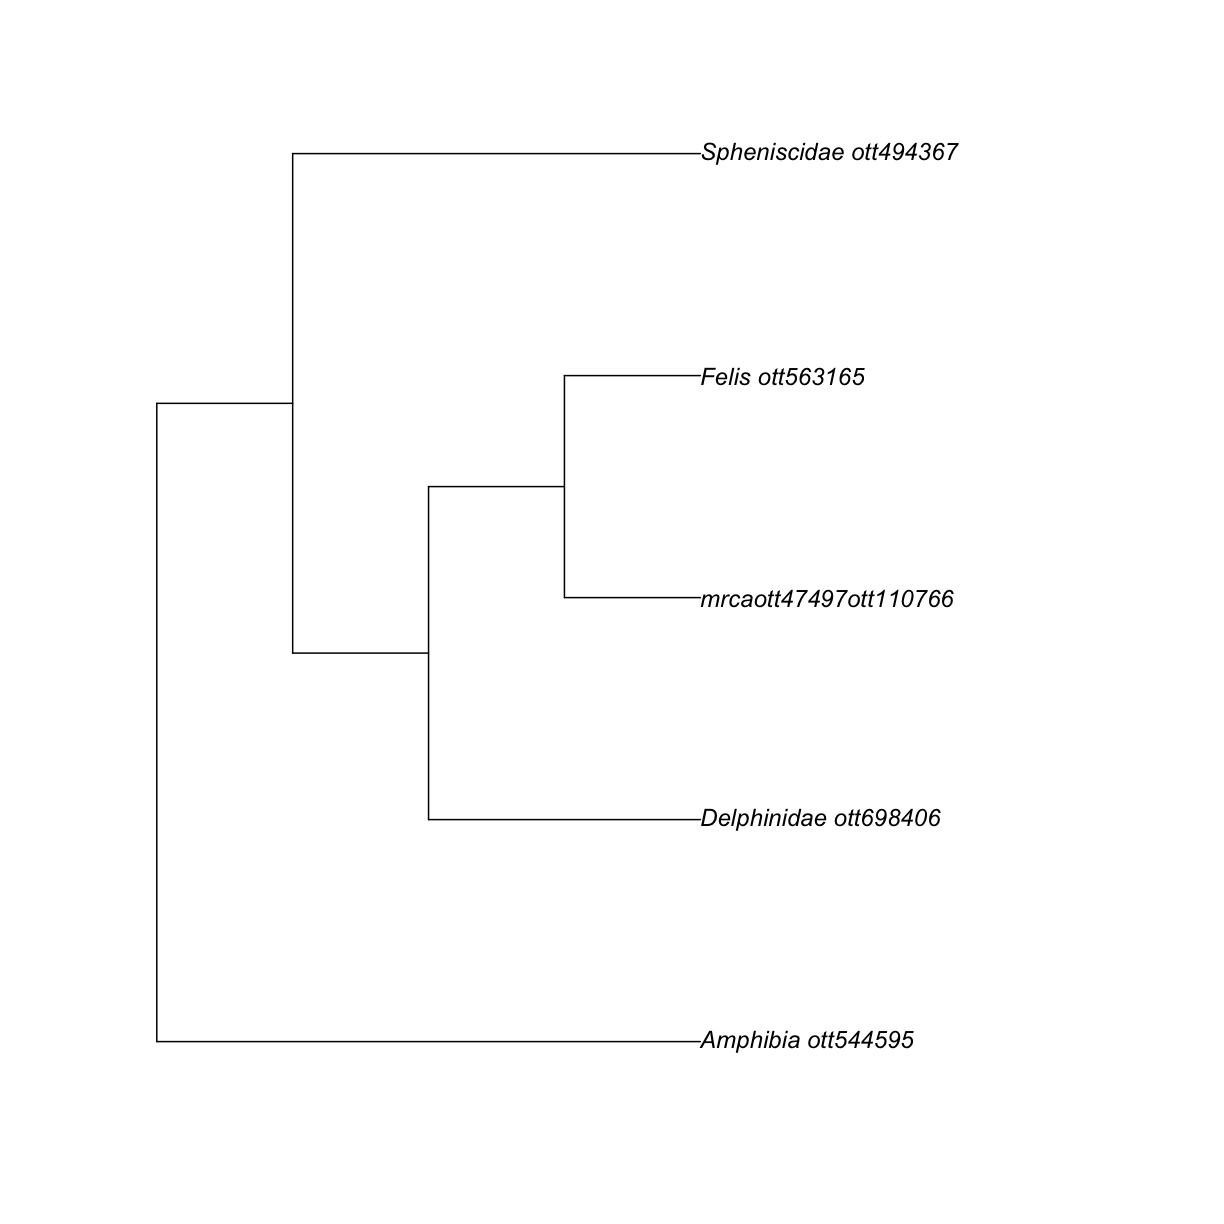 Spheniscidae ott494367
Felis ott563165
mrcaott47497ott110766
Delphinidae ott698406
Amphibia ott544595